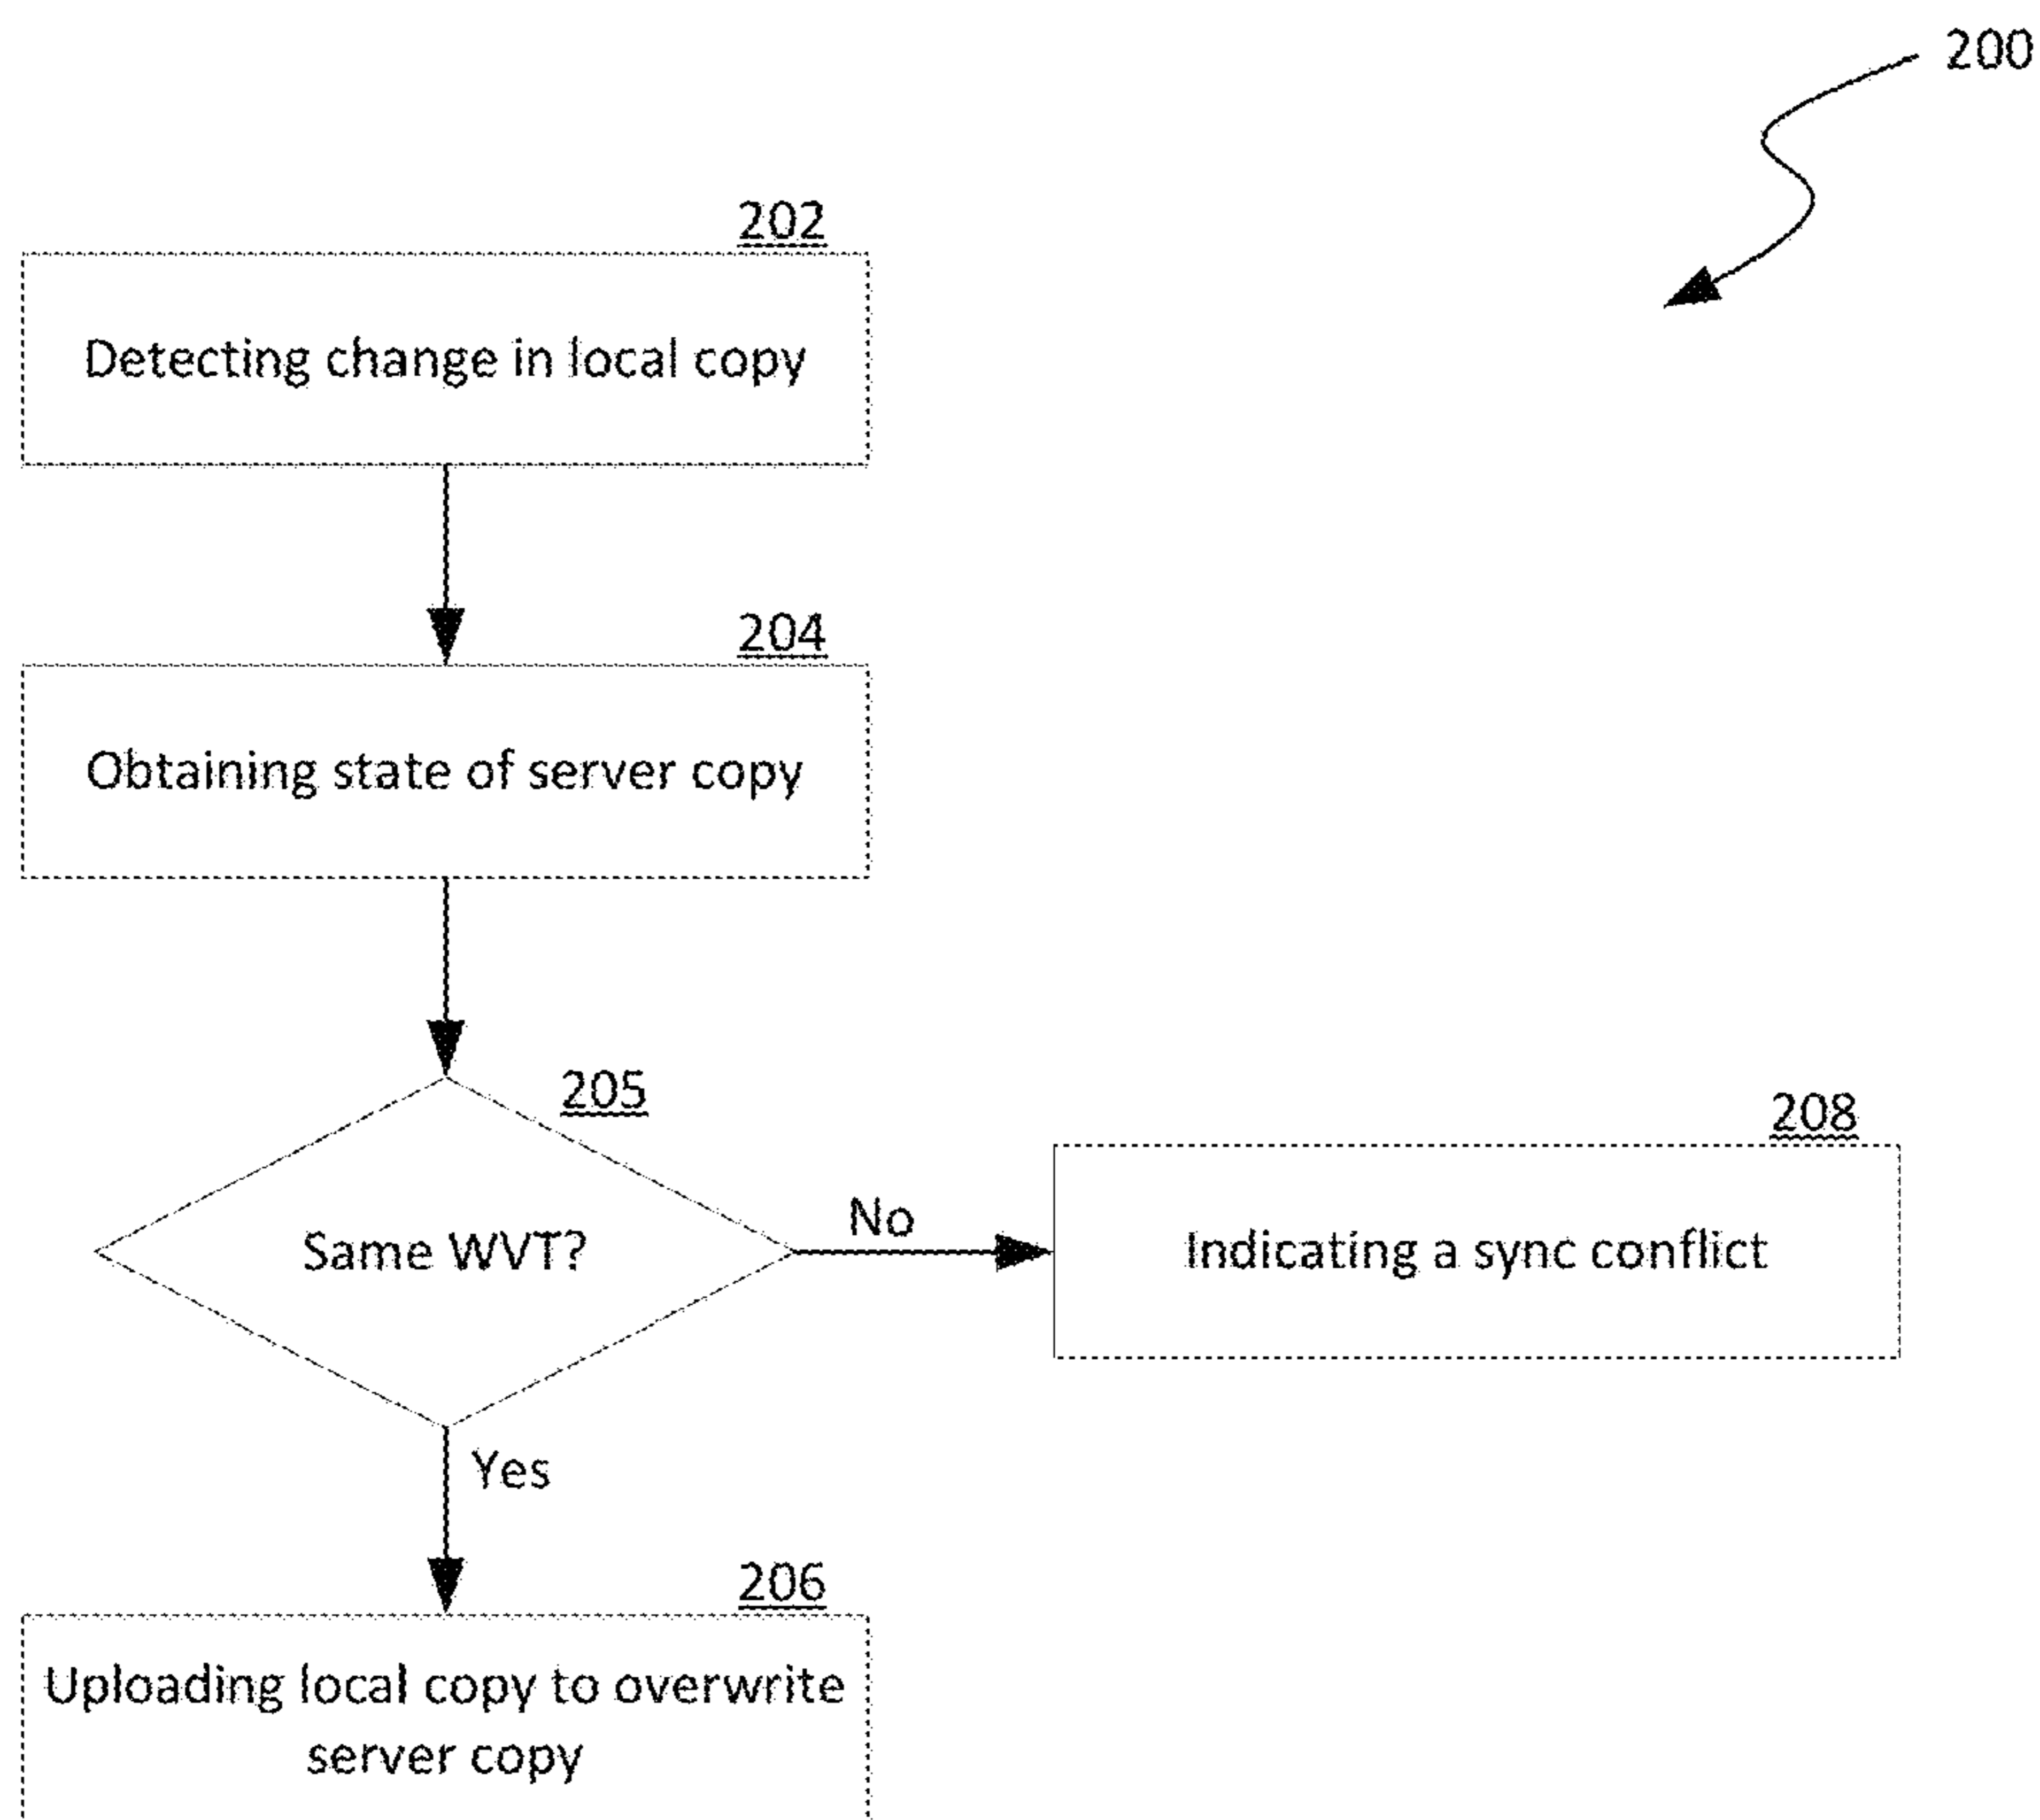 200
202
Detecting change in local copy
204
Obtaining state of server copy
205
Same WVT?
No
208
Indicating a sync conflict
Yes
206
Uploading local copy to overwrite
server copy